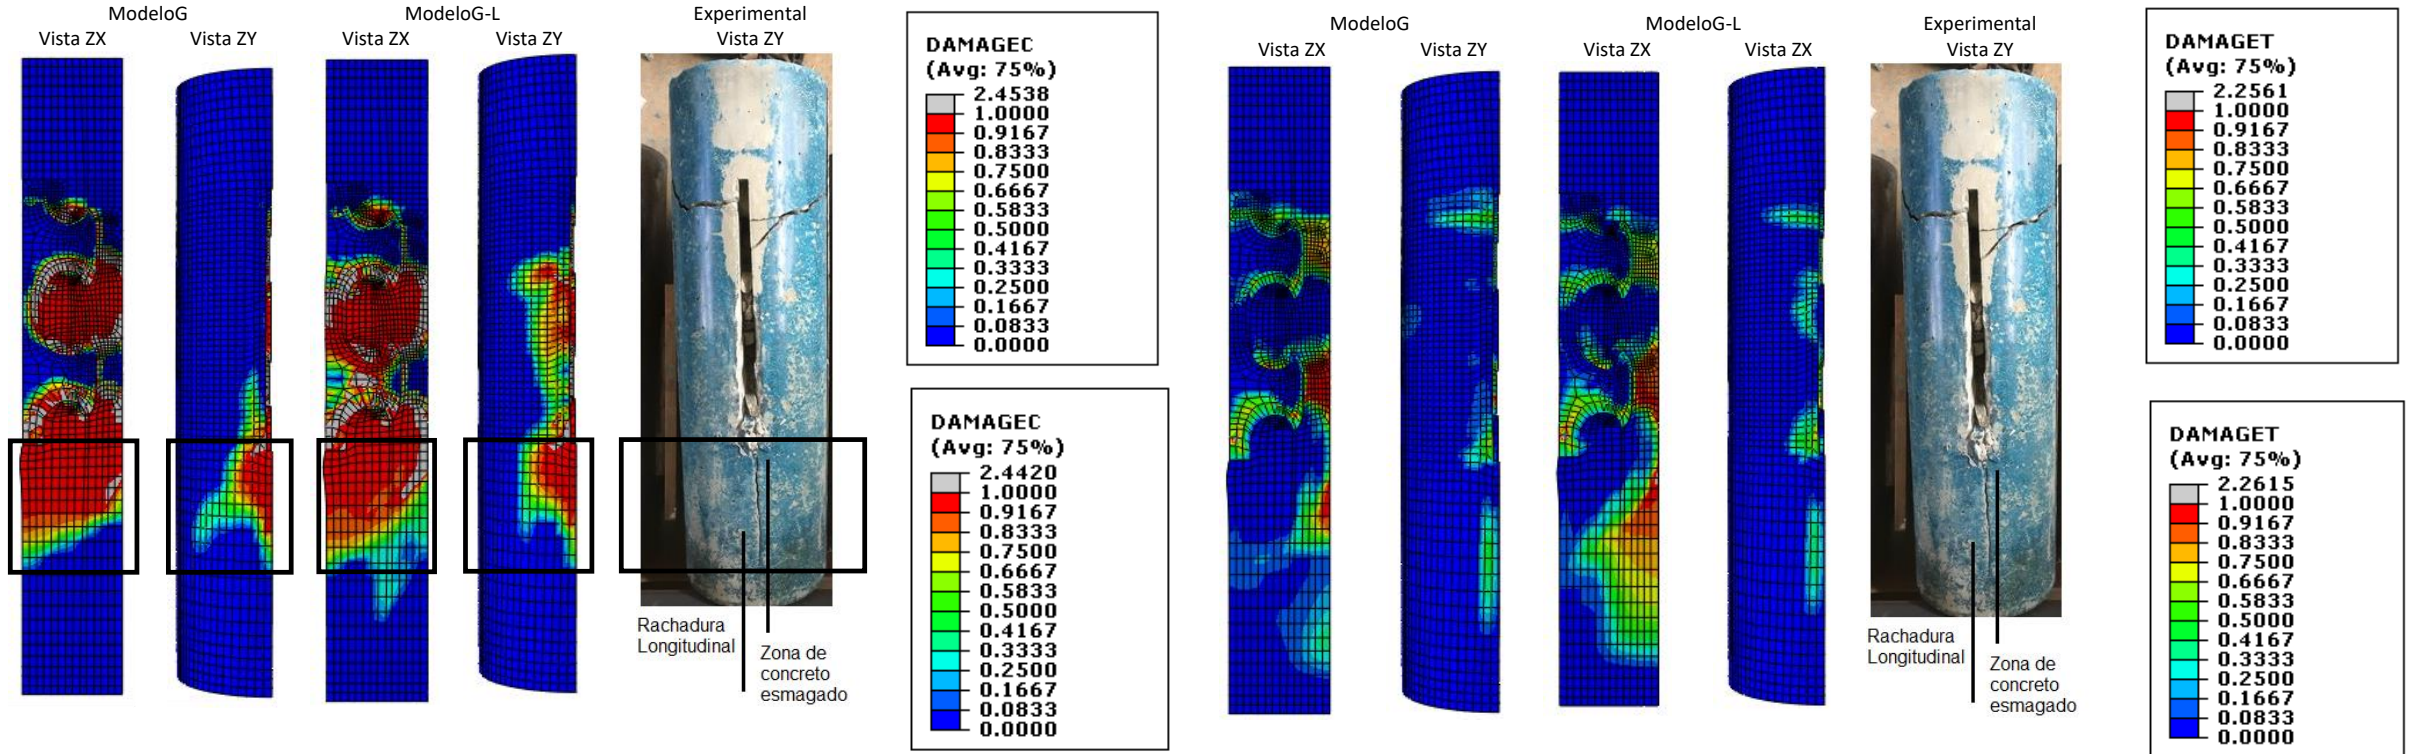 ModeloG
ModeloG-L
Experimental
Vista ZX
Vista ZY
Vista ZX
Vista ZY
Vista ZY
Rachadura
Longitudinal
Zona de
concreto
esmagado
DAMAGEC
(Avg: 75%)
2.4538
1.0000
0.9167
0.8333
0.7500
0.6667
0.5833
0.5000
0.4167
0.3333
0.2500
0.1667
0.0833
0.0000
DAMAGEC
(Avg: 75%)
2.4420
1.0000
0.9167
0.8333
0.7500
0.6667
0.5833
0.5000
0.4167
0.3333
0.2500
0.1667
0.0833
0.0000
ModeloG
ModeloG-L
Experimental
Vista ZX
Vista ZY
Vista ZX
Vista ZX
Vista ZY
Rachadura
Longitudinal
Zona de
concreto
esmagado
DAMAGET
(Avg: 75%)
2.2561
1.0000
0.9167
0.8333
0.7500
0.6667
0.5833
0.5000
0.4167
0.3333
0.2500
0.1667
0.0833
0.0000
DAMAGET
(Avg: 75%)
2.2615
1.0000
0.9167
0.8333
0.7500
0.6667
0.5833
0.5000
0.4167
0.3333
0.2500
0.1667
0.0833
0.0000